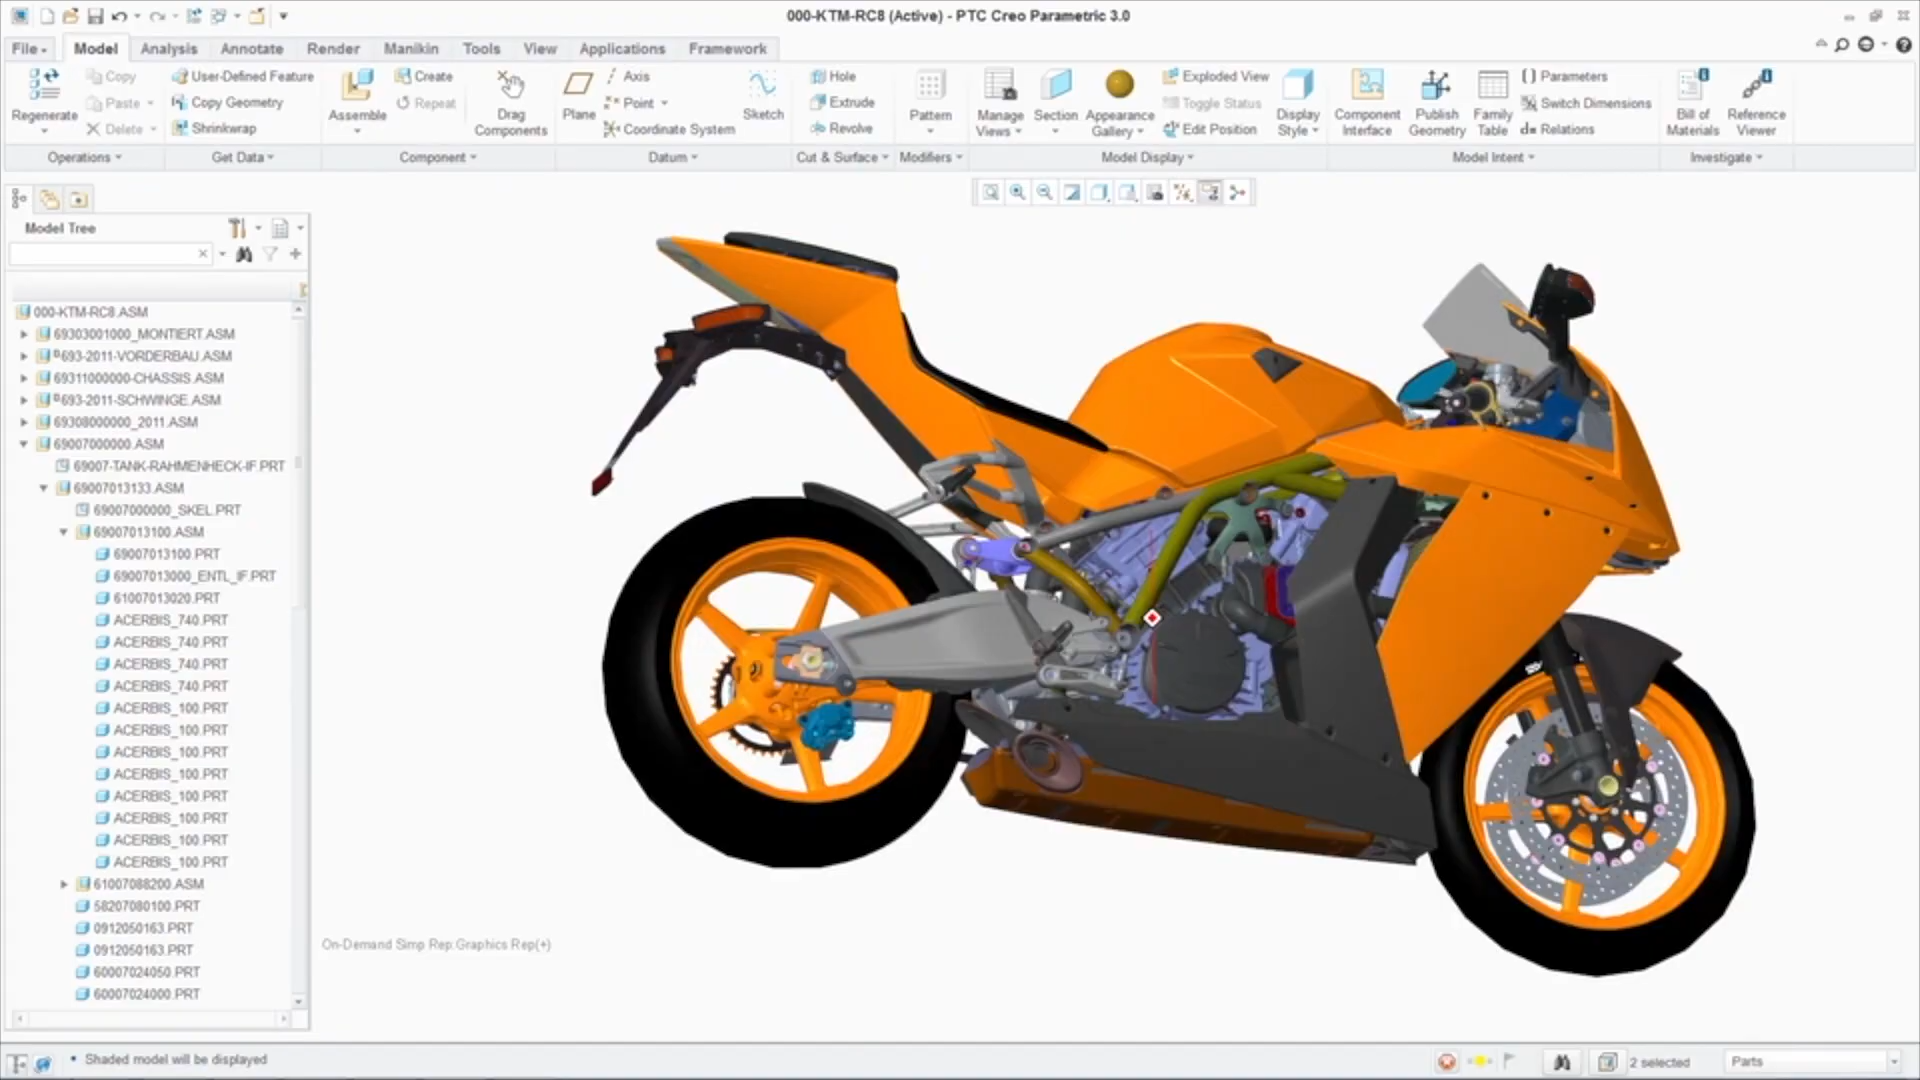 000-KTM-RC8 (Active) - PTC Creo Parametric 3.0
File Model Analysis Annotate Render Manikin Tools View Applications Framework
Regenerate
Copy
Paste
Delete
User-Defined Feature
Copy Geometry
Shrinkwrap
Assemble
Create
Repeat
Drag
Components
Plane
Axis
Point
Coordinate System
Sketch
Hole
Extrude
Revolve
Pattern
Manage
Views
Section
Appearance
Gallery
Exploded View
Toggle Status
Edit Position
Display
Style
Component
Interface
Publish
Geometry
Family
Table
Parameters
Switch Dimensions
Relations
Bill of
Materials
Reference
Viewer
Operations Get Data Component Datum Cut & Surface Modifiers Model Display Model Intent Investigate
Model Tree
000-KTM-RC8.ASM
69303001000_MONTIERT.ASM
693-2011-VORDERBAU.ASM
69311000000-CHASSIS.ASM
693-2011-SCHWINGE.ASM
69308000000_2011.ASM
69007000000.ASM
69007-TANK-RAHMENHECK-IF.PRT
69007013133.ASM
69007000000_SKEL.PRT
69007013100.ASM
69007013100.PRT
69007013000_ENTL_IF.PRT
61007013020.PRT
ACERBIS_740.PRT
ACERBIS_740.PRT
ACERBIS_740.PRT
ACERBIS_740.PRT
ACERBIS_100.PRT
ACERBIS_100.PRT
ACERBIS_100.PRT
ACERBIS_100.PRT
ACERBIS_100.PRT
ACERBIS_100.PRT
ACERBIS_100.PRT
ACERBIS_100.PRT
61007088200.ASM
58207080100.PRT
0912050163.PRT
0912050163.PRT
60007024050.PRT
60007024000.PRT
On-Demand Simp Rep:Graphics Rep(+)
• Shaded model will be displayed
2 selected
Parts